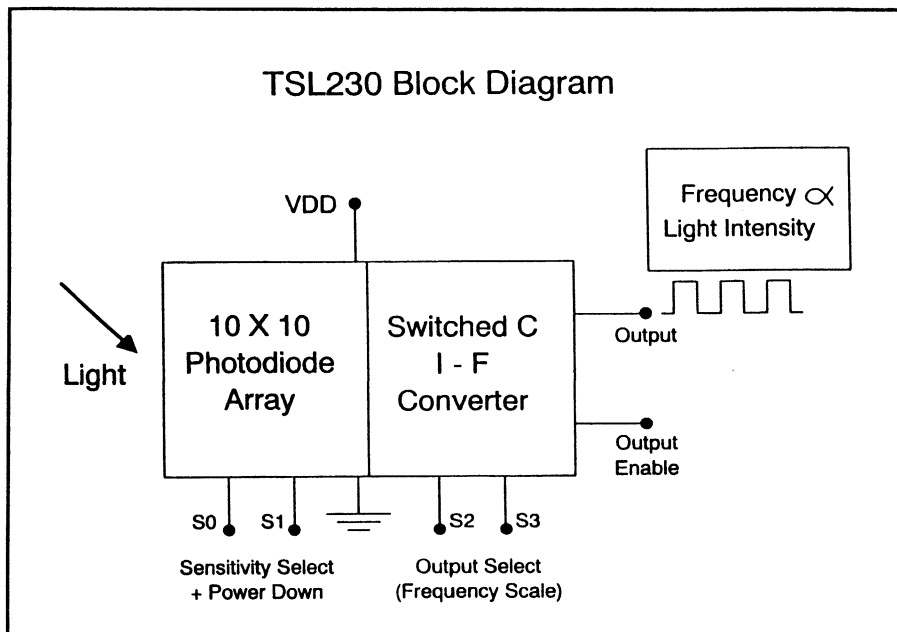 TSL230 Block Diagram
Frequency ∝
Light Intensity
VDD
Light
10 X 10
Photodiode
Array
Switched C
I - F
Converter
Output
Output
Enable
S0
S1
S2
S3
Sensitivity Select
+ Power Down
Output Select
(Frequency Scale)